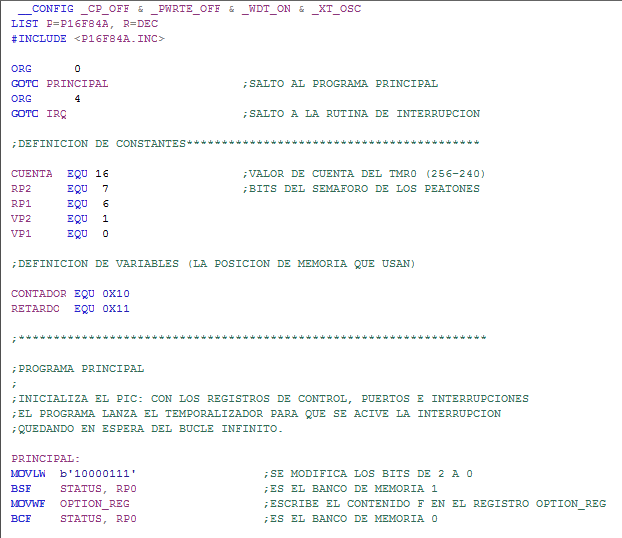 __CONFIG _CP_OFF & _PWRTE_OFF & _WDT_ON & _XT_OSC
LIST P=P16F84A, R=DEC
#INCLUDE <P16F84A.INC>
ORG 0
GOTO PRINCIPAL ;SALTO AL PROGRAMA PRINCIPAL
ORG 4
GOTO IRQ ;SALTO A LA RUTINA DE INTERRUPCION
;DEFINICION DE CONSTANTES******************************************
CUENTA EQU 16 ;VALOR DE CUENTA DEL TMR0 (256-240)
RP2 EQU 7 ;BITS DEL SEMAFORO DE LOS PEATONES
RP1 EQU 6
VP2 EQU 1
VP1 EQU 0
;DEFINICION DE VARIABLES (LA POSICION DE MEMORIA QUE USAN)
CONTADOR EQU 0X10
RETARDO EQU 0X11
;*******************************************************************
;PROGRAMA PRINCIPAL
;
;INICIALIZA EL PIC: CON LOS REGISTROS DE CONTROL, PUERTOS E INTERRUPCIONES
;EL PROGRAMA LANZA EL TEMPORALIZADOR PARA QUE SE ACIVE LA INTERRUPCION
;QUEDANDO EN ESPERA DEL BUCLE INFINITO.
PRINCIPAL:
MOVLW b'10000111' ;SE MODIFICA LOS BITS DE 2 A 0
BSF STATUS, RP0 ;ES EL BANCO DE MEMORIA 1
MOVWF OPTION_REG ;ESCRIBE EL CONTENIDO F EN EL REGISTRO OPTION_REG
BCF STATUS, RP0 ;ES EL BANCO DE MEMORIA 0